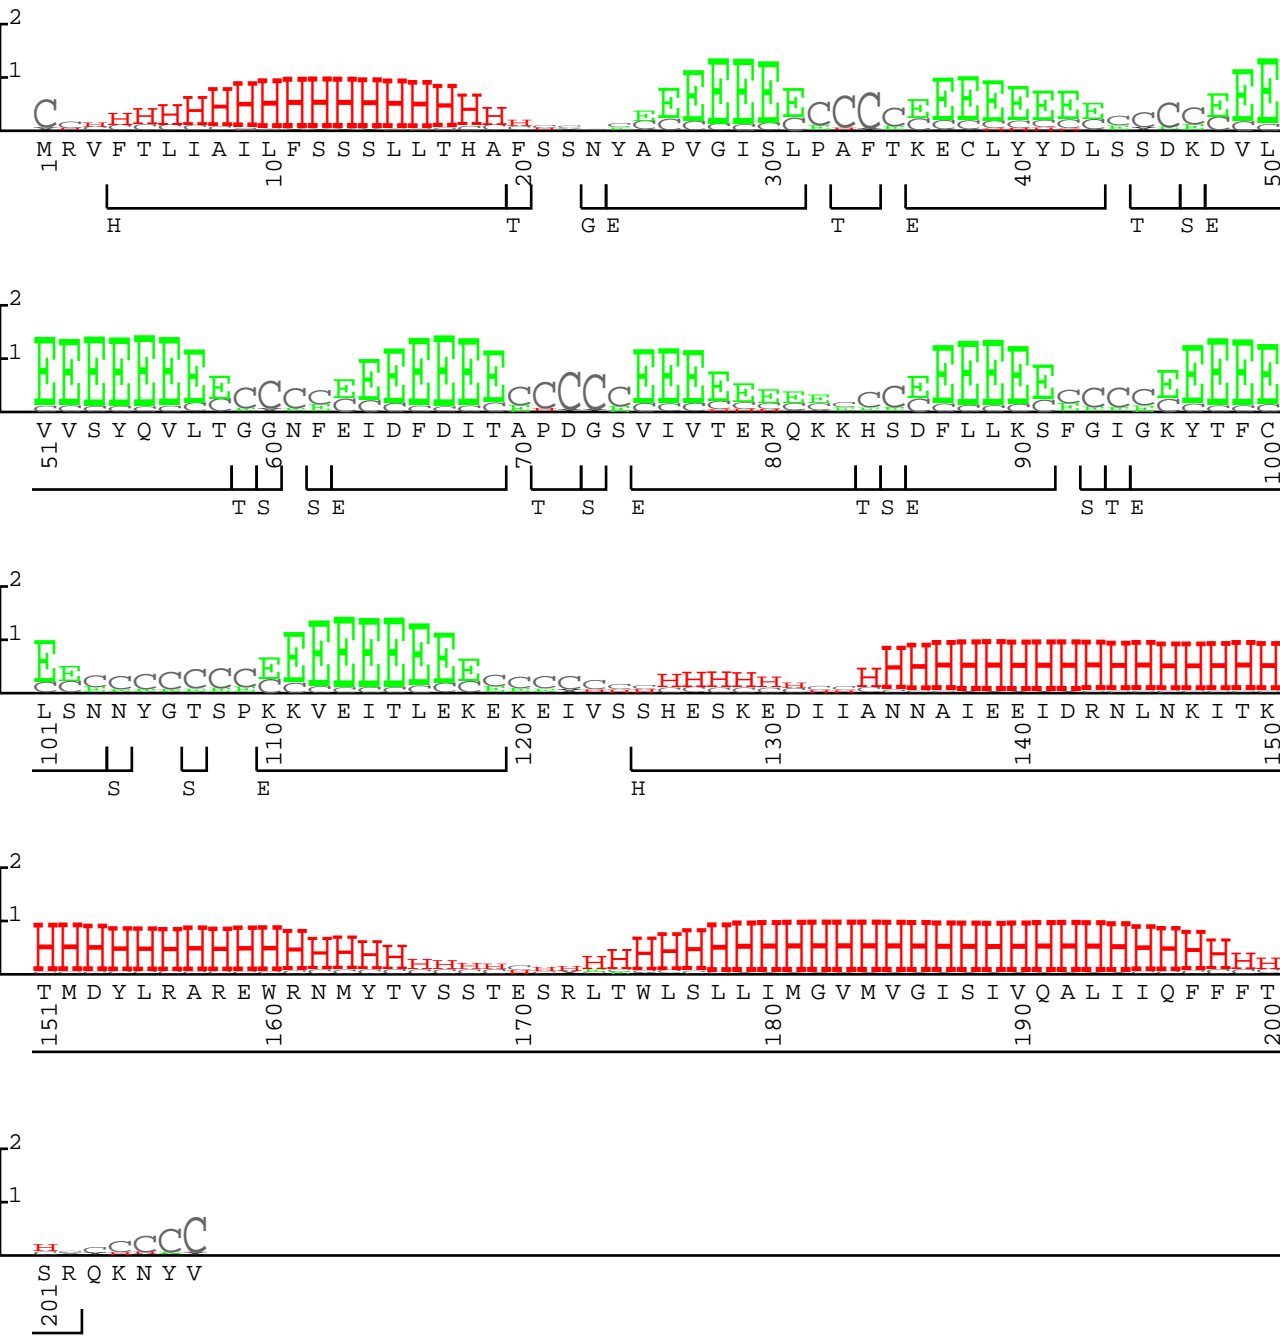 2
1
M R V F T L I A I L F S S S L L T H A F S S N Y A P V G I S L P A F T K E C L Y Y D L S S D K D V L
1 10 20 30 40 50
H T G E T E T S E
2
1
V V S Y Q V L T G G N F E I D F D I T A P D G S V I V T E R Q K K H S D F L L K S F G I G K Y T F C
51 60 70 80 90 100
T S S E T S E T S E S T E
2
1
L S N N Y G T S P K K V E I T L E K E K E I V S S H E S K E D I I A N N A I E E I D R N L N K I T K
101 110 120 130 140 150
S S E H
2
1
T M D Y L R A R E W R N M Y T V S S T E S R L T W L S L L I M G V M V G I S I V Q A L I I Q F F F T
151 160 170 180 190 200
2
1
S R Q K N Y V
201